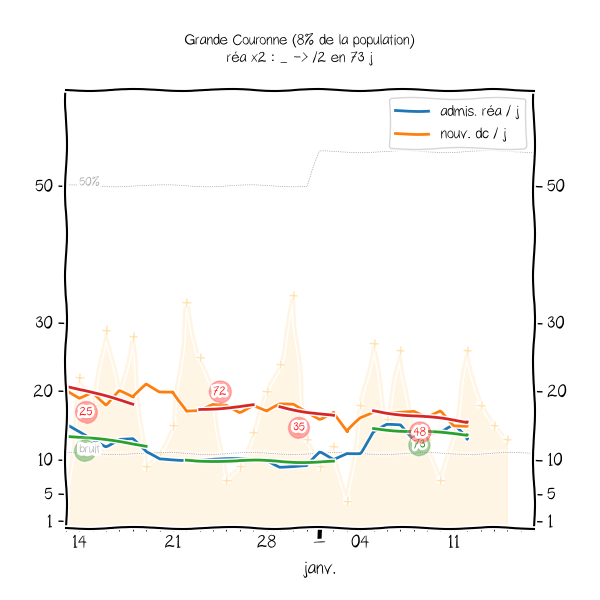 Grande Couronne (8% de la population)
réa x2 : _ -> /2 en 73 j
admis. réa / j
nouv. dc / j
50 50
50%
30 30
20 20
72
25
35
48
73
bruit
10 10
5 5
1 1
14 21 28 04 11
janv.